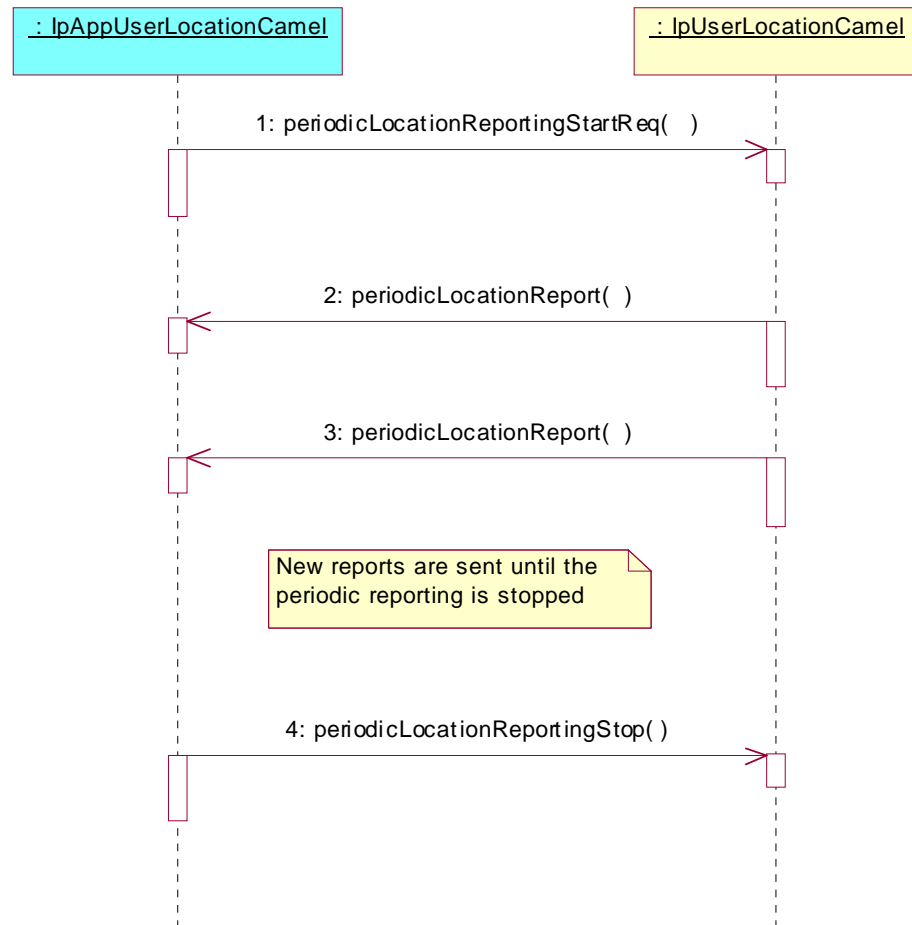 : IpAppUserLocationCamel
: IpUserLocationCamel
1: periodicLocationReportingStartReq( )
2: periodicLocationReport( )
3: periodicLocationReport( )
New reports are sent until the
periodic reporting is stopped
4: periodicLocationReportingStop( )